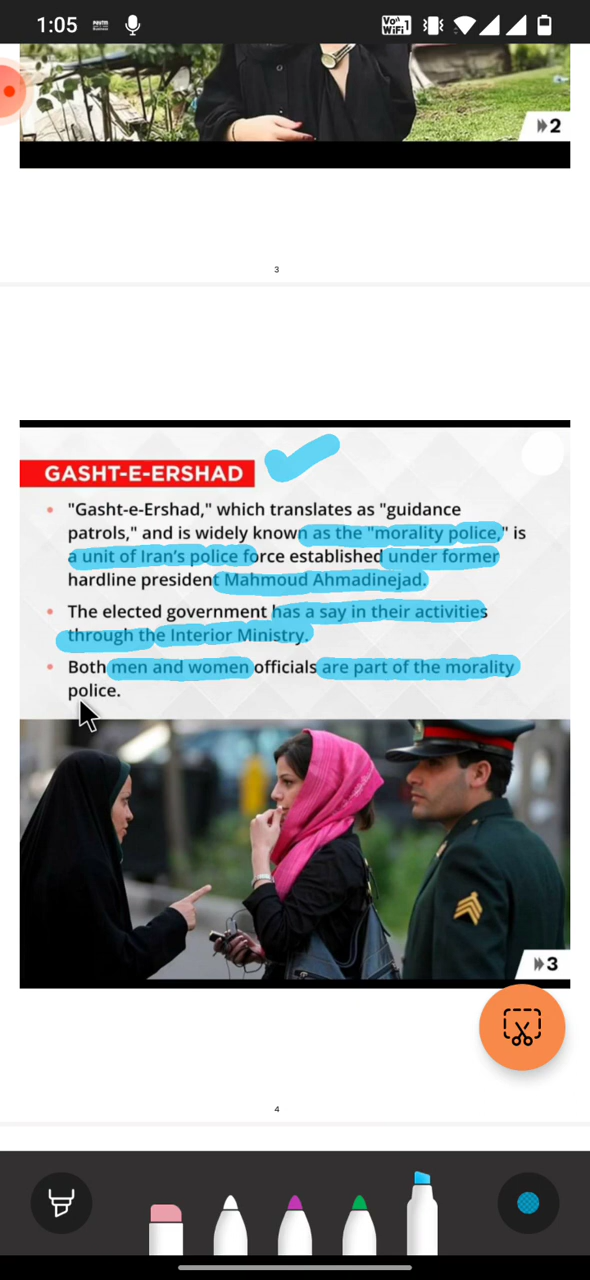 1:05
Vo)) 1
WiFi
2
3
GASHT-E-ERSHAD
• "Gasht-e-Ershad," which translates as "guidance
patrols," and is widely known as the "morality police," is
a unit of Iran's police force established under former
hardline president Mahmoud Ahmadinejad.
• The elected government has a say in their activities
through the Interior Ministry.
• Both men and women officials are part of the morality
police.
3
4